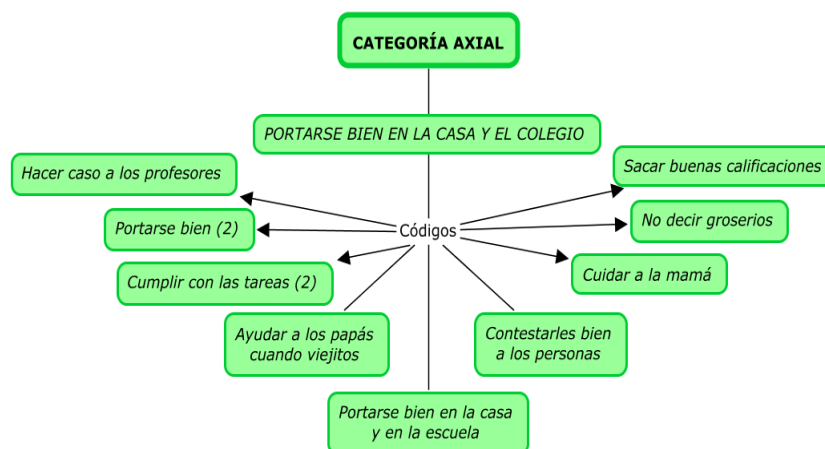 CATEGORÍA AXIAL
PORTARSE BIEN EN LA CASA Y EL COLEGIO
Hacer caso a los profesores
Sacar buenas calificaciones
Portarse bien (2)
Códigos
No decir groserios
Cumplir con las tareas (2)
Cuidar a la mamá
Ayudar a los papás
cuando viejitos
Contestarles bien
a los personas
Portarse bien en la casa
y en la escuela